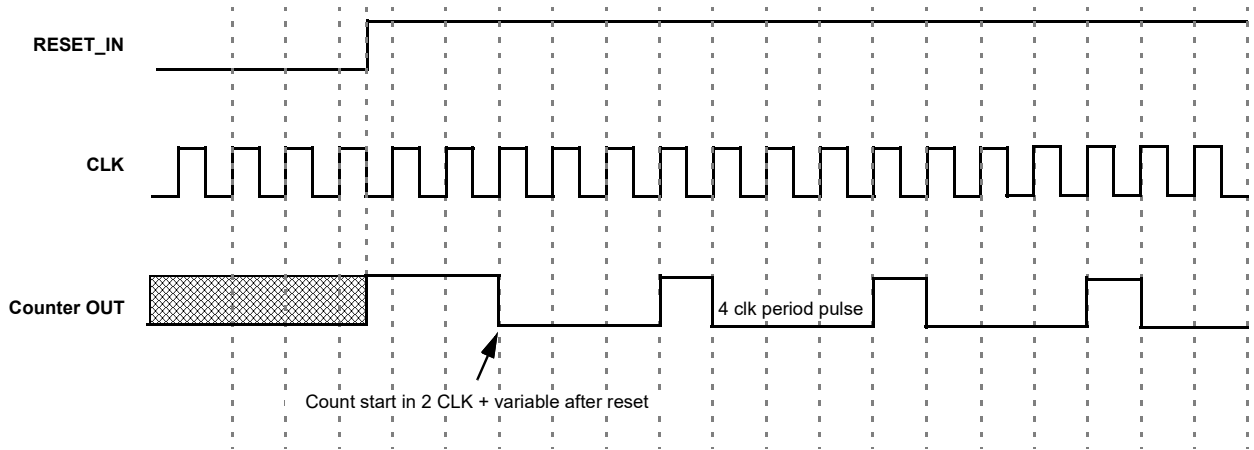 RESET_IN
CLK
Counter OUT
4 clk period pulse
Count start in 2 CLK + variable after reset